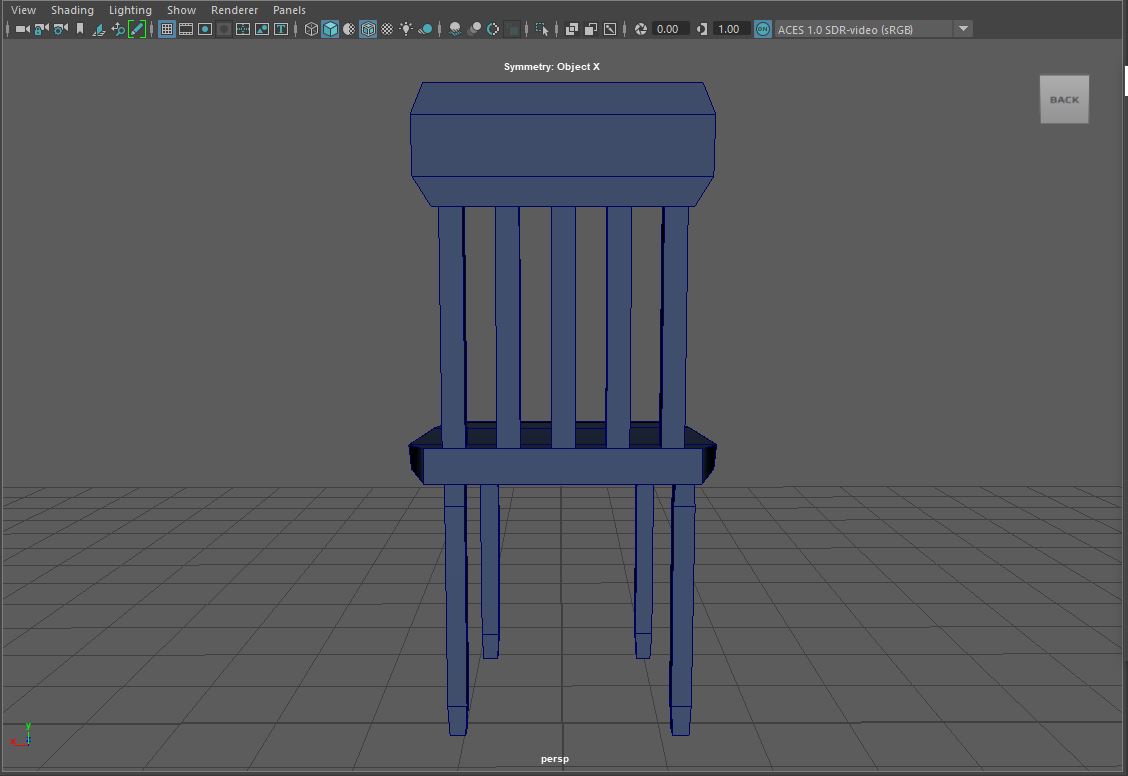 View Shading Lighting Show Renderer Panels
0.00 1.00 ON ACES 1.0 SDR-video (sRGB)
Symmetry: Object X
BACK
y
x
persp